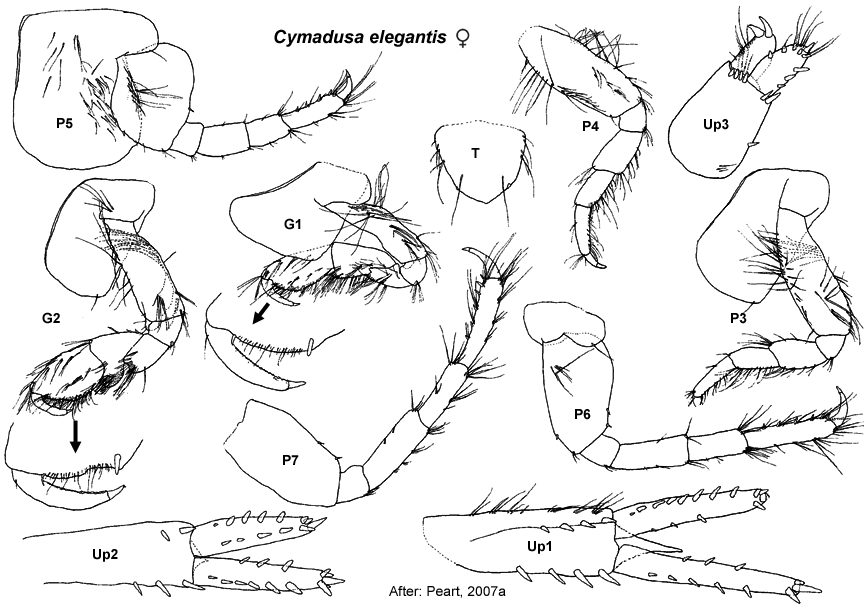 Cymadusa elegantis ♀
P5
P4
Up3
T
G1
G2
P3
P6
P7
Up2
Up1
After: Peart, 2007a